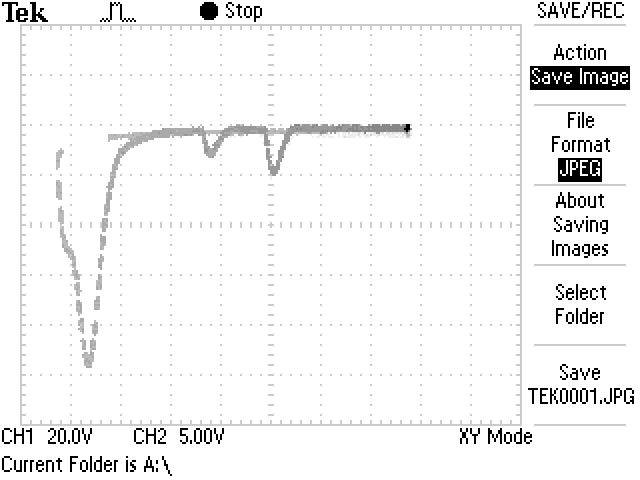 Tek Stop SAVE/REC
Action
Save Image
File
Format
JPEG
About
Saving
Images
Select
Folder
Save
TEK0001.JPG
CH1 20.0V CH2 5.00V XY Mode
Current Folder is A:\